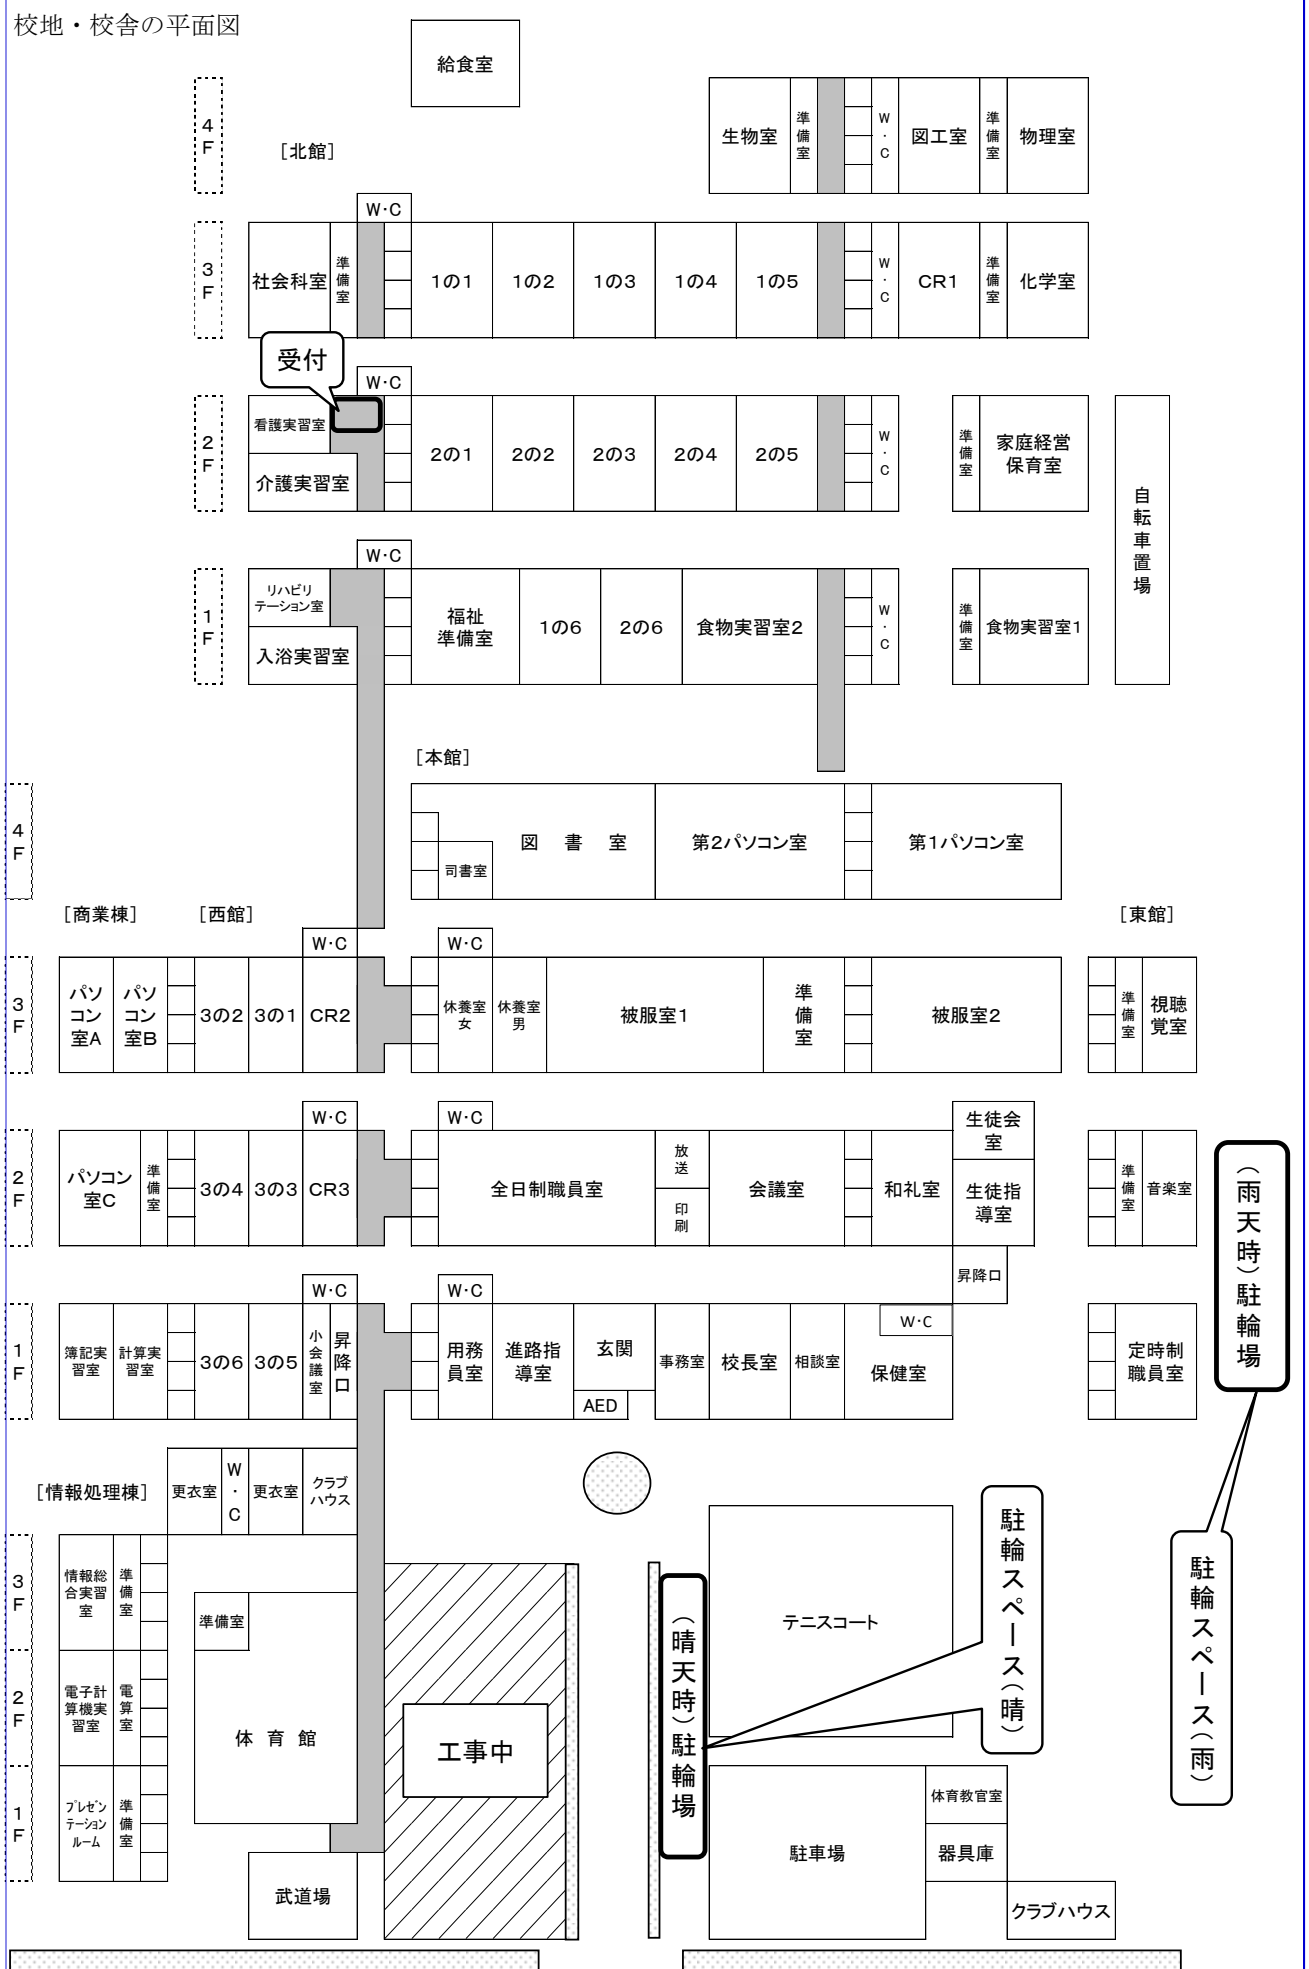 校地・校舎の平面図
給食室
4F
[北館]
生物室
準備室
W・C
図工室
準備室
物理室
W・C
3F
社会科室
準備室
1の1
1の2
1の3
1の4
1の5
W・C
CR1
準備室
化学室
受付
W・C
2F
看護実習室
介護実習室
2の1
2の2
2の3
2の4
2の5
W・C
準備室
家庭経営
保育室
自転車置場
W・C
1F
リハビリ
テーション室
入浴実習室
福祉
準備室
1の6
2の6
食物実習室2
W・C
準備室
食物実習室1
[本館]
4F
図 書 室
司書室
第2パソコン室
第1パソコン室
[商業棟]
[西館]
[東館]
W・C
W・C
3F
パソ
コン
室A
パソ
コン
室B
3の2
3の1
CR2
休養室
女
休養室
男
被服室1
準備室
被服室2
準備室
視聴
覚室
W・C
W・C
生徒会
室
2F
パソコン
室C
準備室
3の4
3の3
CR3
全日制職員室
放送
印刷
会議室
和礼室
生徒指
導室
準備室
音楽室
(雨天時)駐輪場
W・C
W・C
昇降口
1F
簿記実
習室
計算実
習室
3の6
3の5
小会議室
昇降口
用務
員室
進路指
導室
玄関
AED
事務室
校長室
相談室
W・C
保健室
定時制
職員室
[情報処理棟]
更衣室
W・C
更衣室
クラブ
ハウス
3F
情報総
合実習
室
準備室
準備室
2F
電子計
算機実
習室
電算室
体 育 館
工事中
(晴天時)駐輪場
テニスコート
駐輪スペース(晴)
駐輪スペース(雨)
1F
プレゼン
テーション
ルーム
準備室
武道場
駐車場
体育教官室
器具庫
クラブハウス